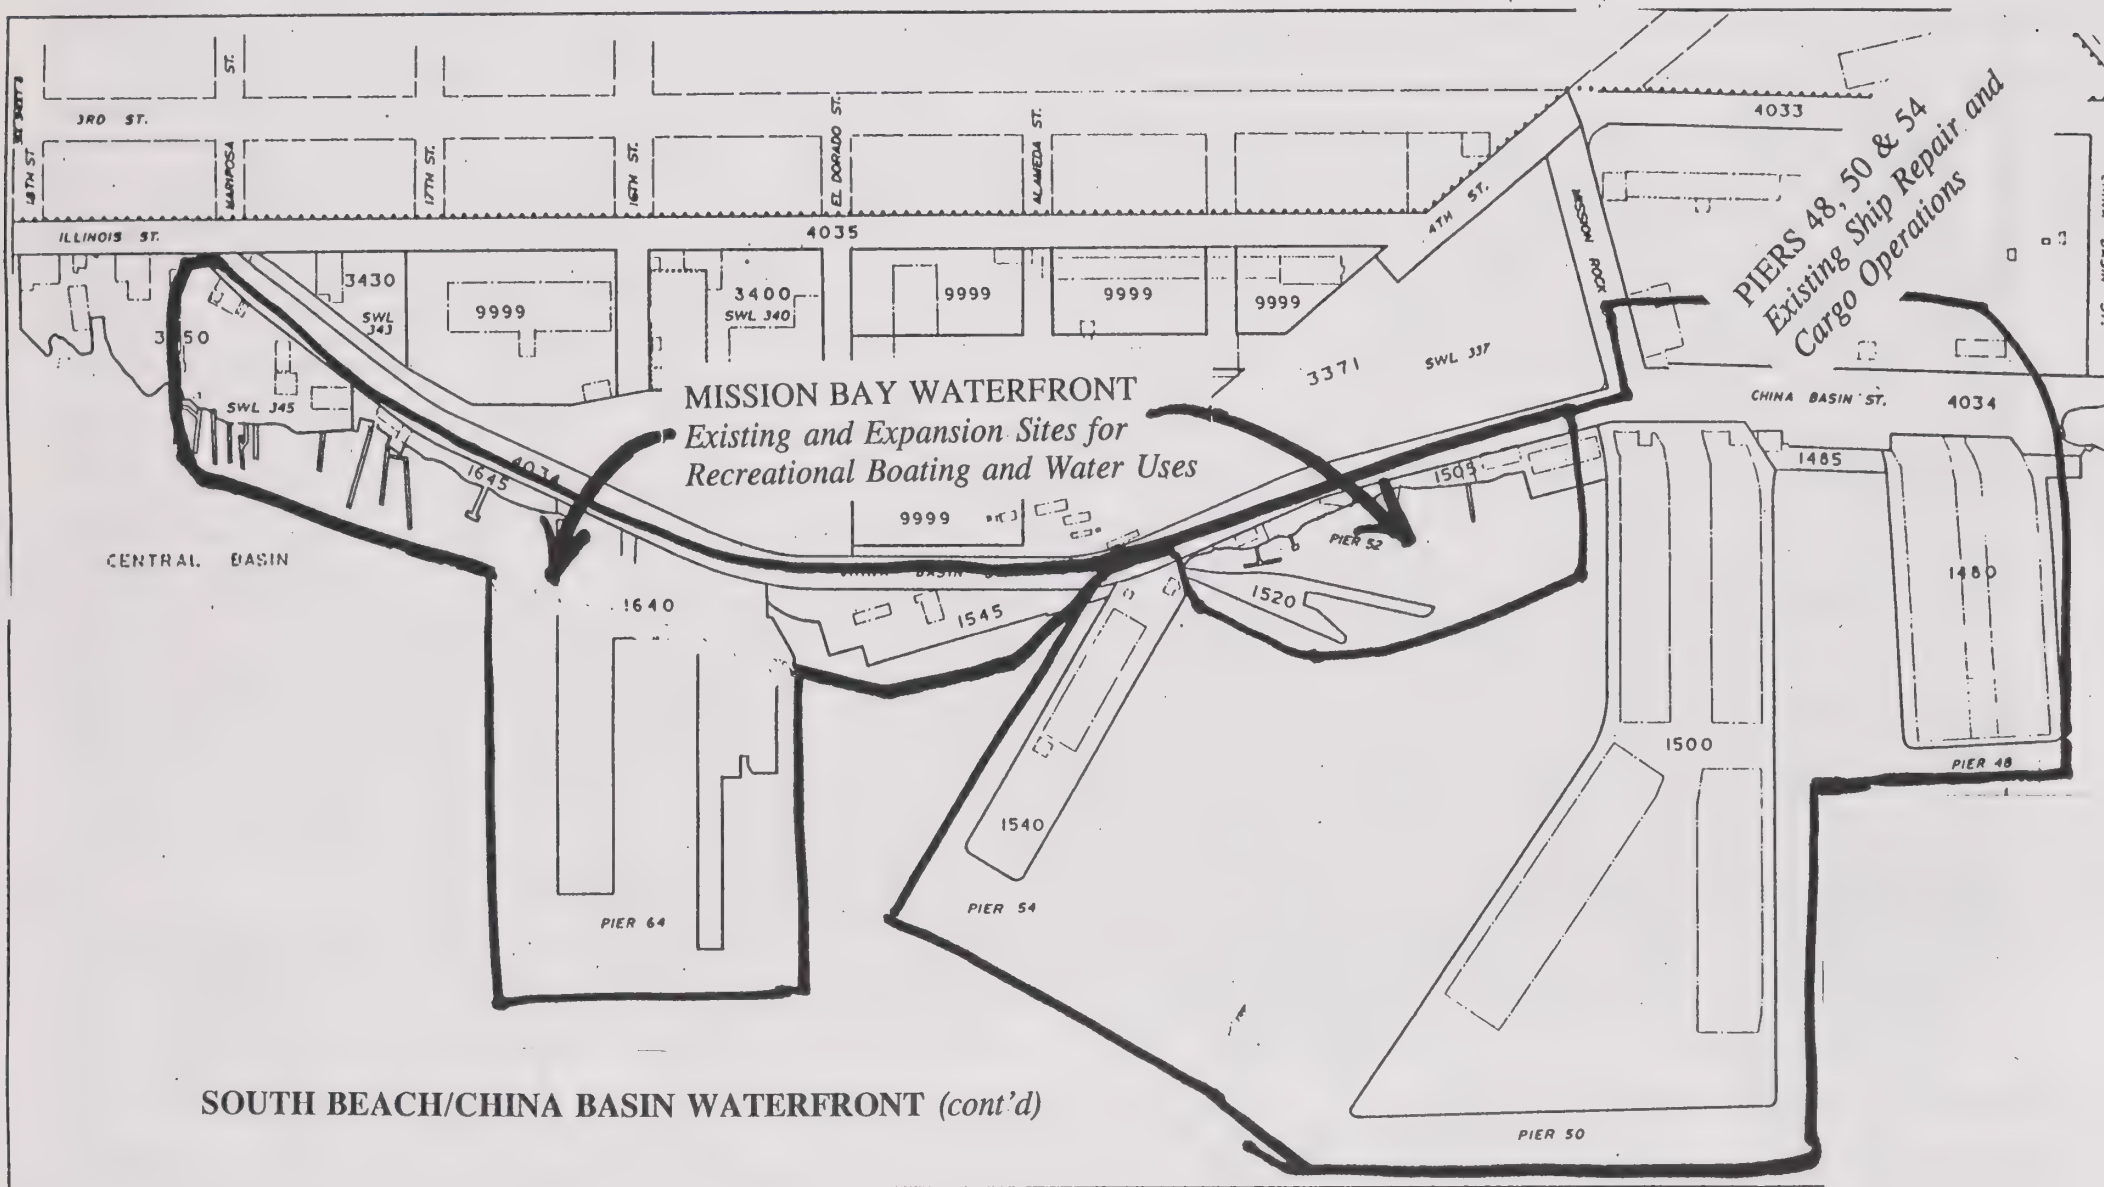 3RD ST.
18TH ST
MARIPOSA
ST.
17TH ST.
16TH ST.
EL DORADO ST.
ALAMEDA ST.
4TH ST.
MISSION ROCK
4033
PIERS 48, 50 & 54
Existing Ship Repair and
Cargo Operations
ILLINOIS ST.
4035
3430
SWL
343
9999
3400
SWL 340
9999
9999
9999
3371
SWL 337
SWL 345
MISSION BAY WATERFRONT
Existing and Expansion Sites for
Recreational Boating and Water Uses
CHINA BASIN ST.
4034
4034
1645
9999
1505
PIER 52
1485
1480
CENTRAL BASIN
1640
BASIN
1545
1520
1500
PIER 48
1540
PIER 64
PIER 54
SOUTH BEACH/CHINA BASIN WATERFRONT (cont'd)
PIER 50